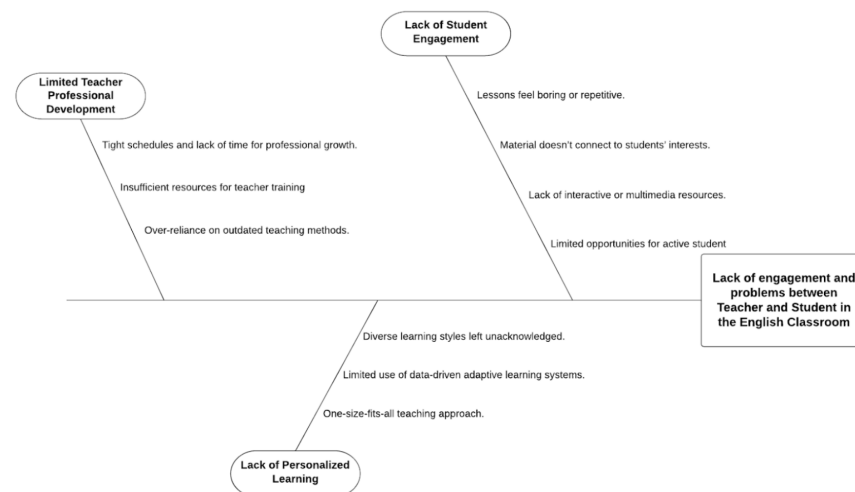 Lack of Student
Engagement
Limited Teacher
Professional
Development
Lessons feel boring or repetitive.
Tight schedules and lack of time for professional growth.
Material doesn't connect to students' interests.
Insufficient resources for teacher training
Lack of interactive or multimedia resources.
Over-reliance on outdated teaching methods.
Limited opportunities for active student
Lack of engagement and
problems between
Teacher and Student in
the English Classroom
Diverse learning styles left unacknowledged.
Limited use of data-driven adaptive learning systems.
One-size-fits-all teaching approach.
Lack of Personalized
Learning